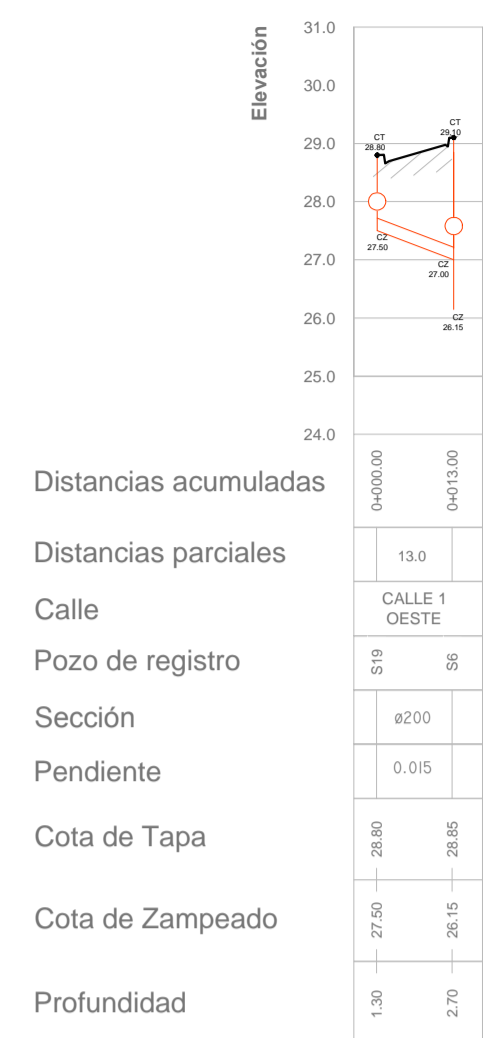 Elevación
31.0
30.0
29.0
28.0
27.0
26.0
25.0
24.0
CT
28.80
CT
29.10
CZ
27.50
CZ
27.00
CZ
26.15
Distancias acumuladas
0+000.00
0+013.00
Distancias parciales
13.0
Calle
CALLE 1
OESTE
Pozo de registro
S19
S6
Sección
ø200
Pendiente
0.015
Cota de Tapa
28.80
28.85
Cota de Zampeado
27.50
26.15
Profundidad
1.30
2.70